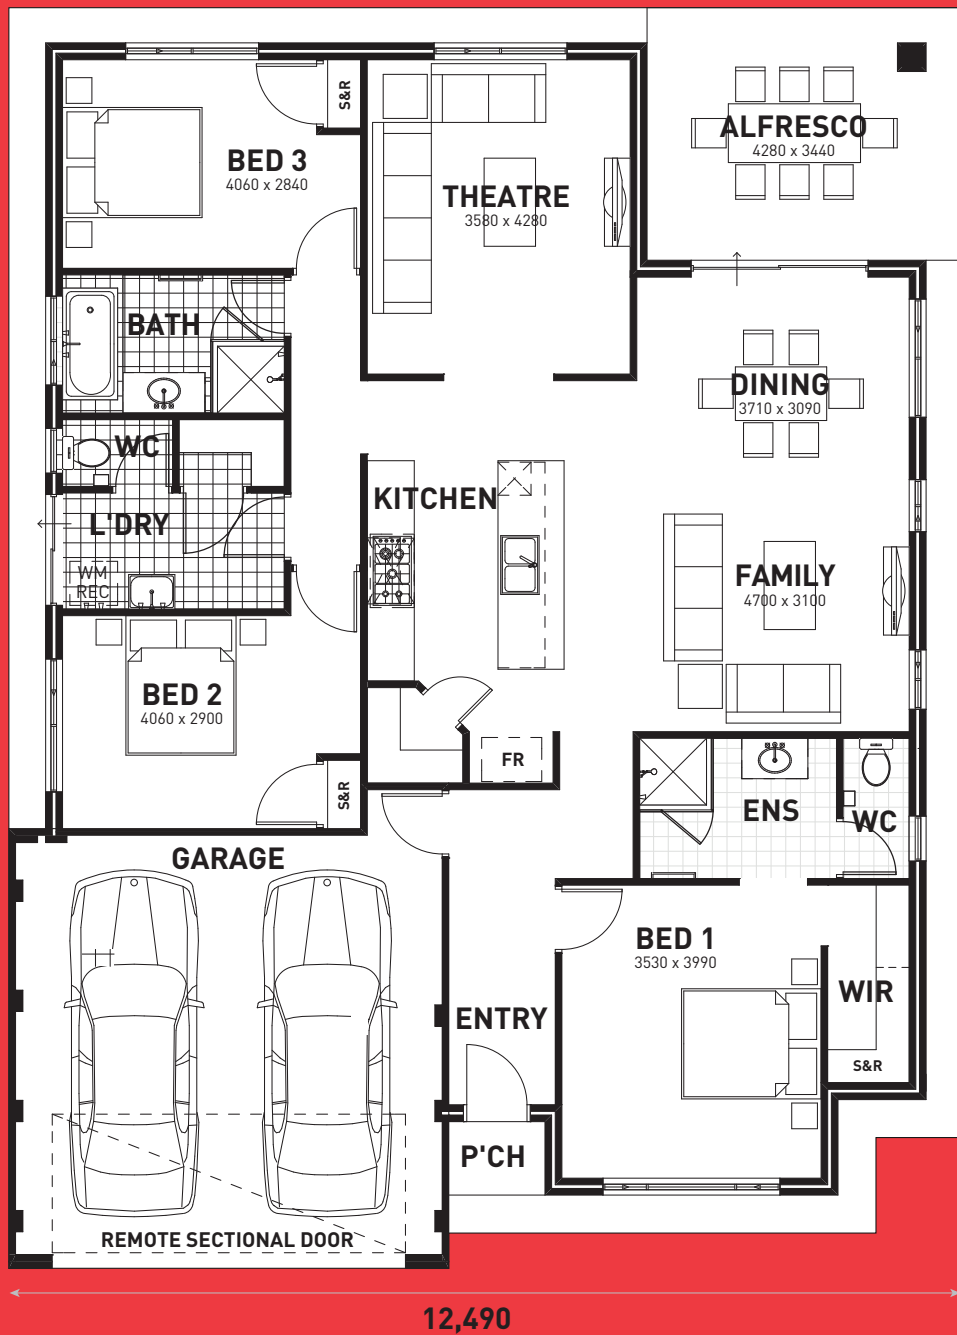 S&R
BED 3
4060 x 2840
THEATRE
3580 x 4280
ALFRESCO
4280 x 3440
BATH
DINING
3710 x 3090
WC
KITCHEN
L'DRY
WM
REC
FAMILY
4700 x 3100
BED 2
4060 x 2900
S&R
FR
ENS
WC
GARAGE
BED 1
3530 x 3990
WIR
ENTRY
S&R
P'CH
REMOTE SECTIONAL DOOR
12,490